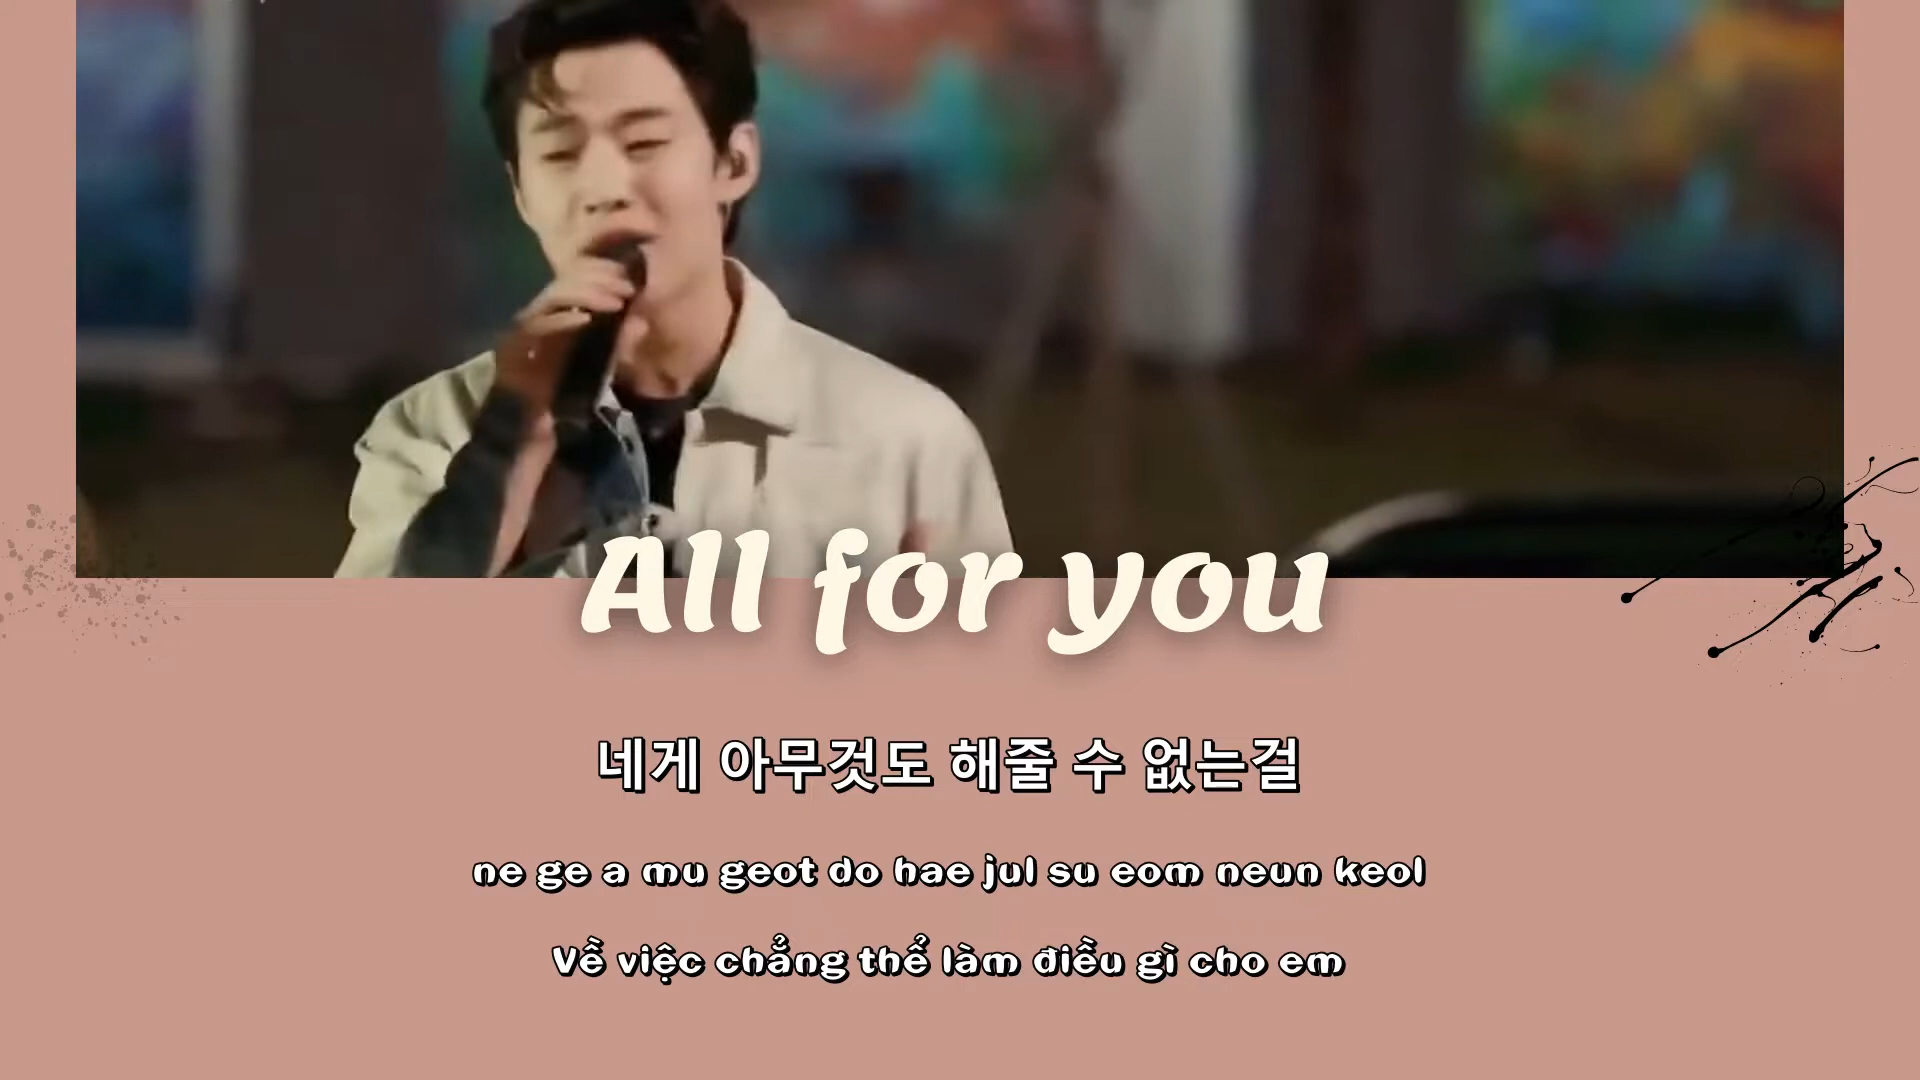 All for you
네게 아무것도 해줄 수 없는걸
ne ge a mu geot do hae jul su eom neun keol
Về việc chẳng thể làm điều gì cho em